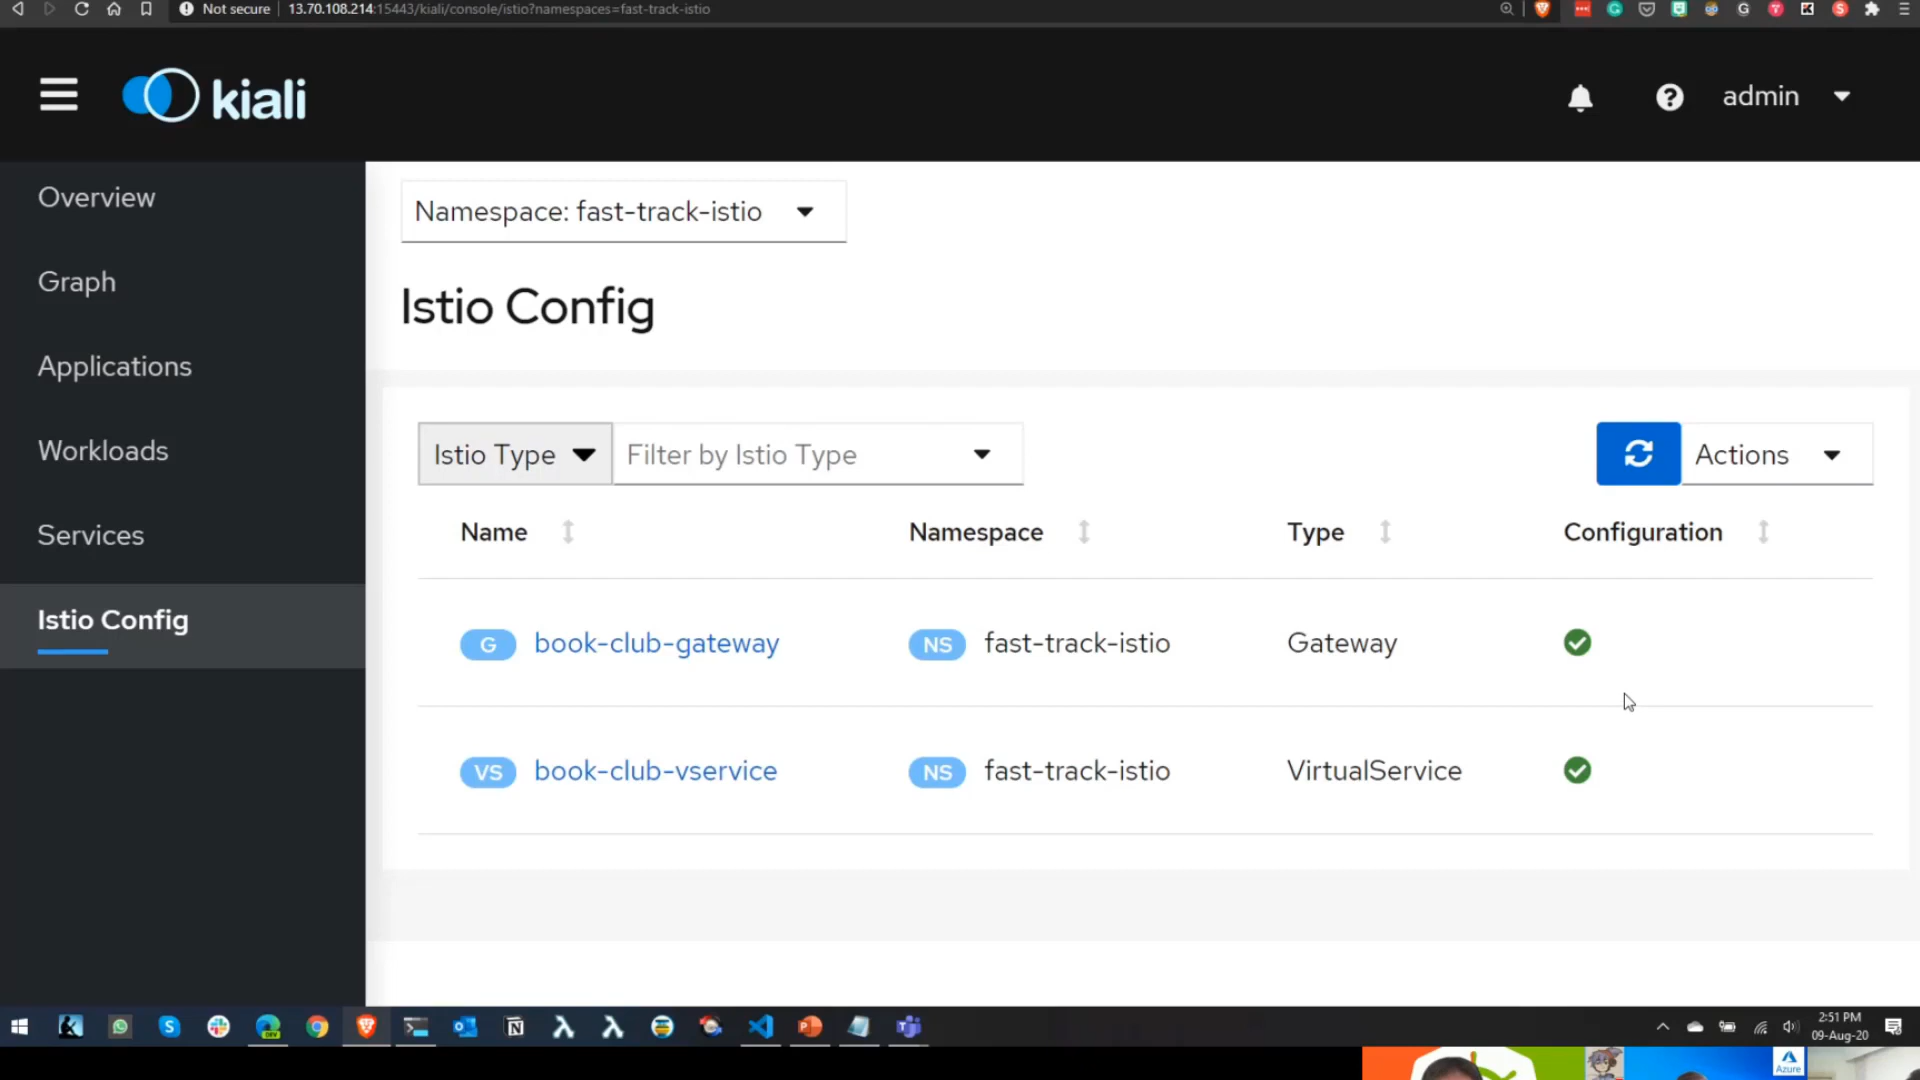 Not secure
13.70.108.214:15443/kiali/console/istio?namespaces=fast-track-istio
kiali
admin
Overview
Graph
Applications
Workloads
Services
Istio Config
Namespace: fast-track-istio
Istio Config
Istio Type
Filter by Istio Type
Actions
Name
Namespace
Type
Configuration
G book-club-gateway
NS fast-track-istio
Gateway
VS book-club-vservice
NS fast-track-istio
VirtualService
2:51 PM
09-Aug-20
Azure